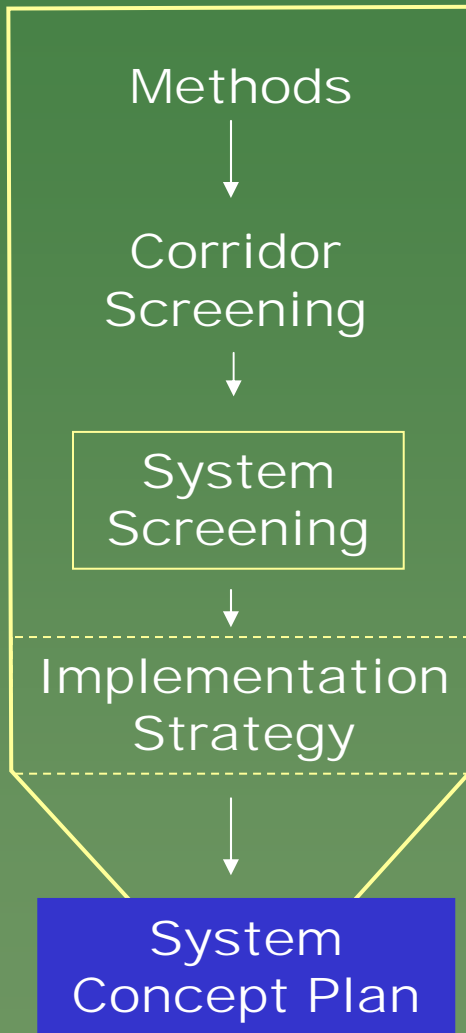 Methods
Corridor
Screening
System
Screening
Implementation
Strategy
System
Concept Plan